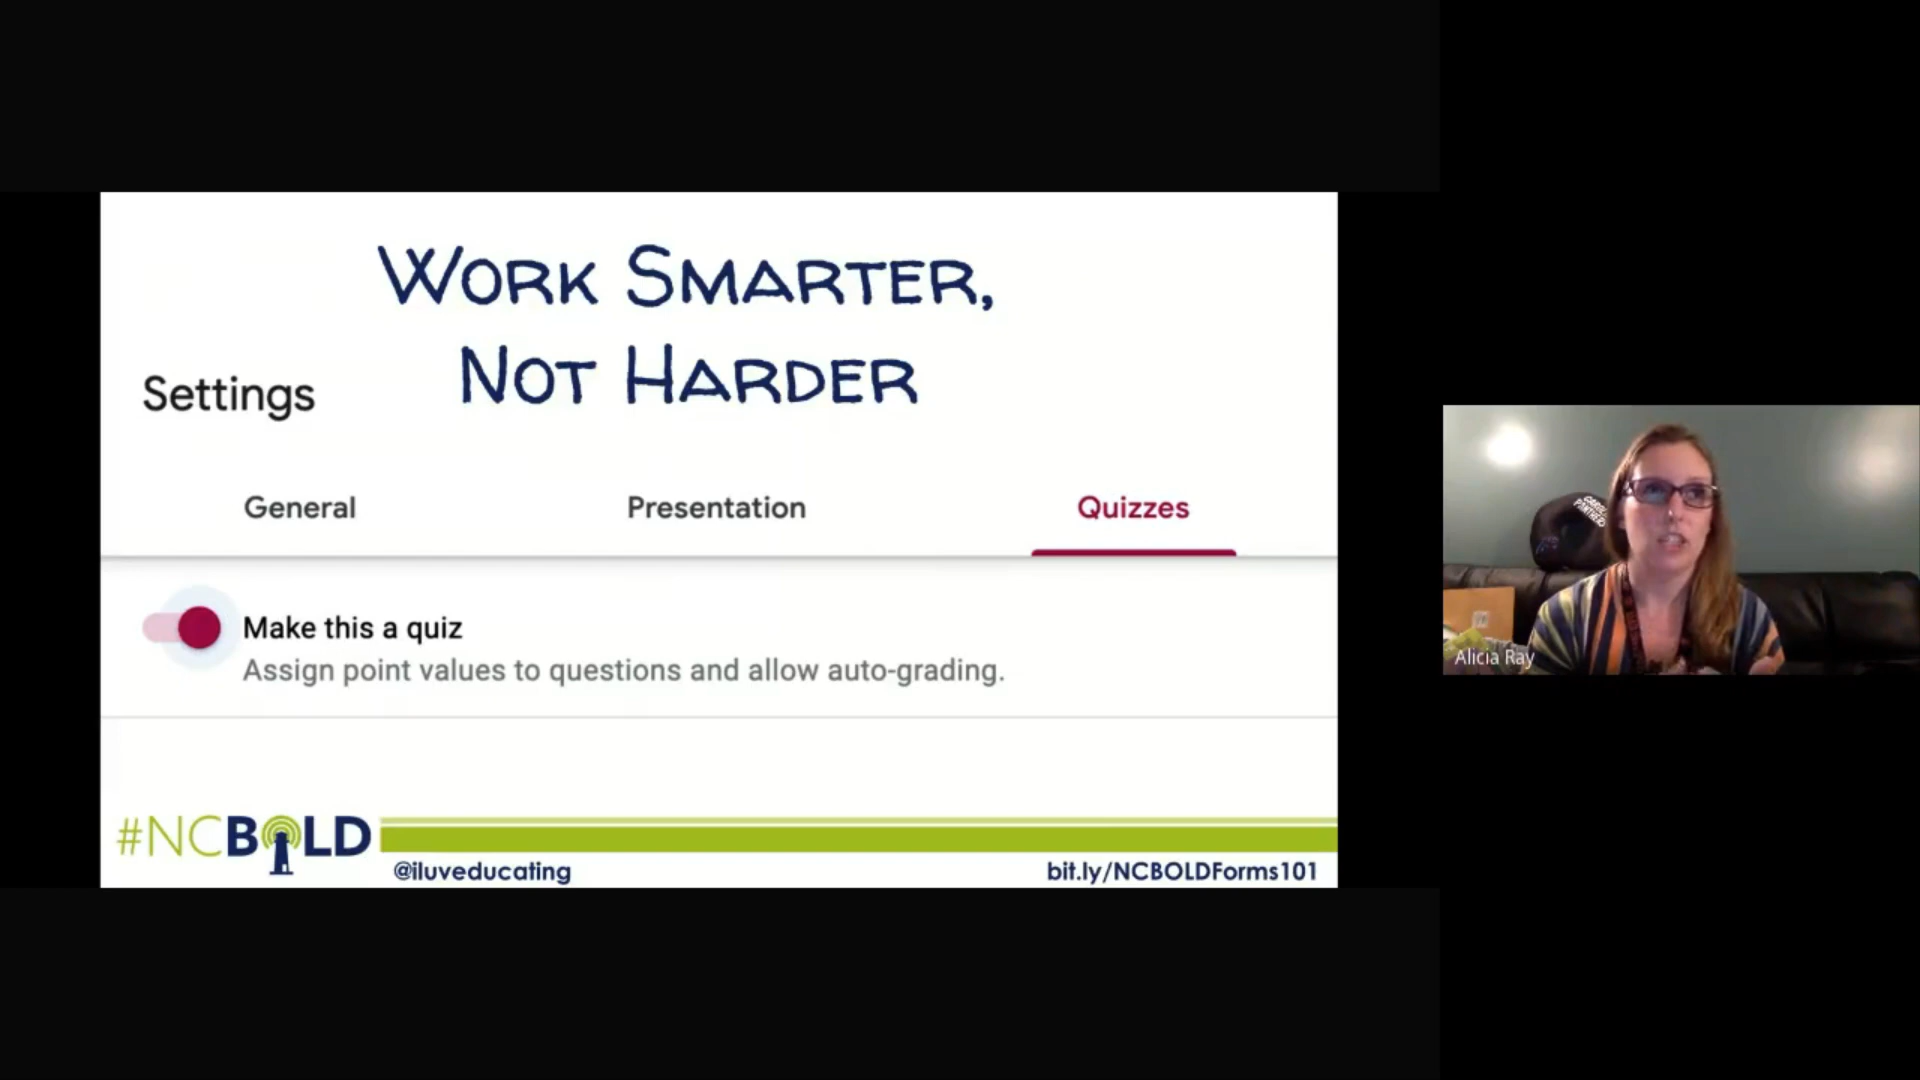 Work Smarter,
Not Harder
Settings
General Presentation Quizzes
Make this a quiz
Assign point values to questions and allow auto-grading.
#NCBOLD
@iluveducating
bit.ly/NCBOLDForms101
PANTHERS
Alicia Ray